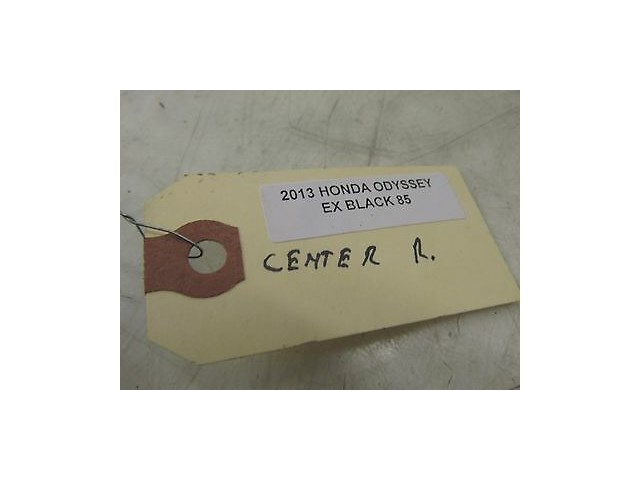 2013 HONDA ODYSSEY
EX BLACK 85
CENTER R.